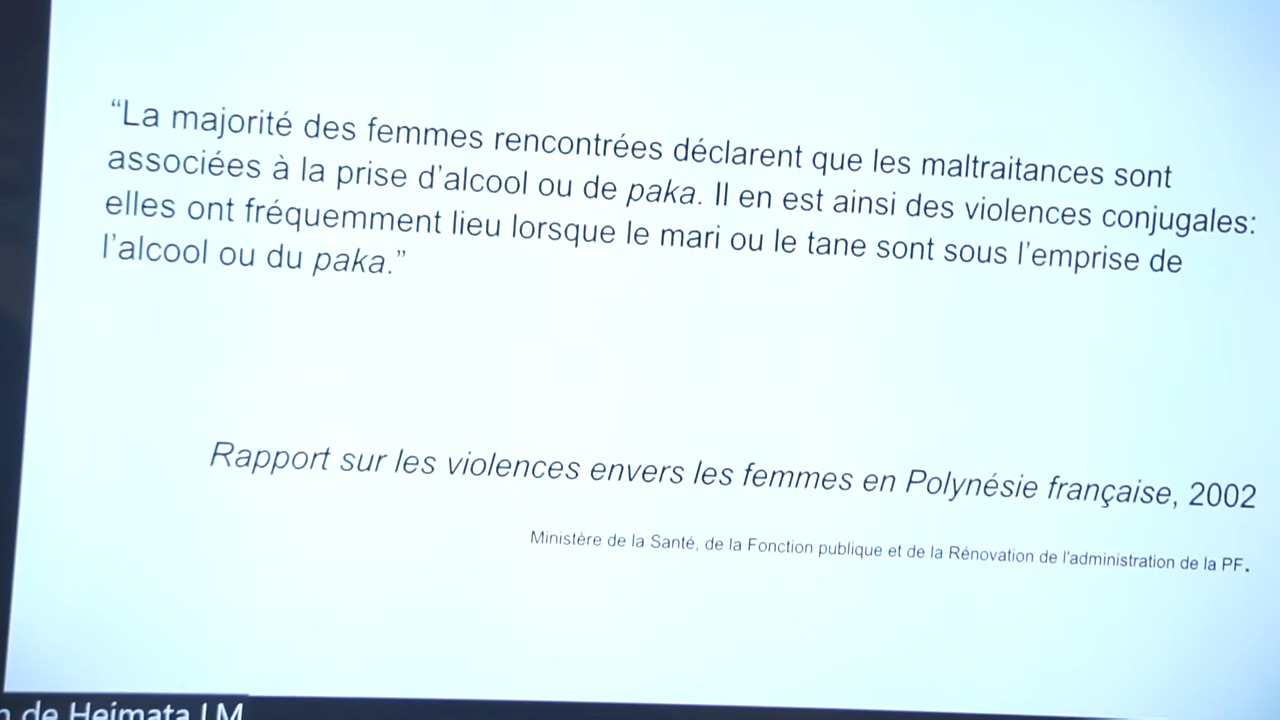 “La majorité des femmes rencontrées déclarent que les maltraitances sont
associées à la prise d’alcool ou de paka. Il en est ainsi des violences conjugales:
elles ont fréquemment lieu lorsque le mari ou le tane sont sous l’emprise de
l’alcool ou du paka.”
Rapport sur les violences envers les femmes en Polynésie française, 2002
Ministère de la Santé, de la Fonction publique et de la Rénovation de l'administration de la PF.
de Heimata LM